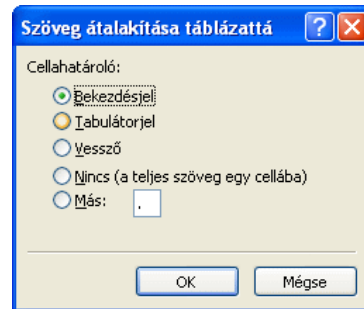 Szöveg átalakítása táblázattá
Cellahatároló:
Bekezdésjel
Tabulátorjel
Vessző
Nincs (a teljes szöveg egy cellába)
Más: ,
OK Mégse